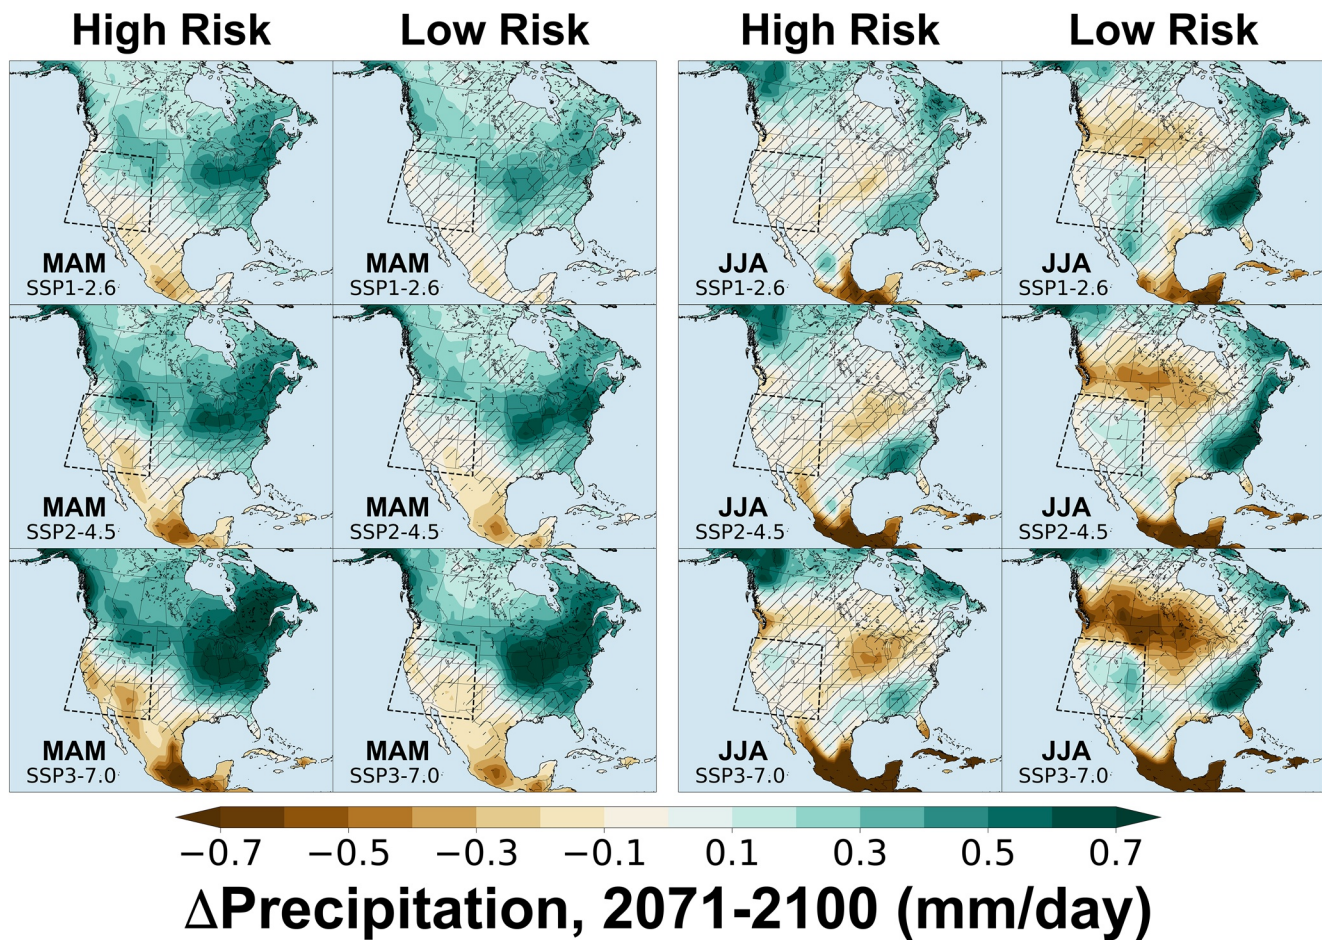 High Risk Low Risk High Risk Low Risk
MAM MAM JJA JJA
SSP1-2.6 SSP1-2.6 SSP1-2.6 SSP1-2.6
MAM MAM JJA JJA
SSP2-4.5 SSP2-4.5 SSP2-4.5 SSP2-4.5
MAM MAM JJA JJA
SSP3-7.0 SSP3-7.0 SSP3-7.0 SSP3-7.0
−0.7 −0.5 −0.3 −0.1 0.1 0.3 0.5 0.7
ΔPrecipitation, 2071-2100 (mm/day)